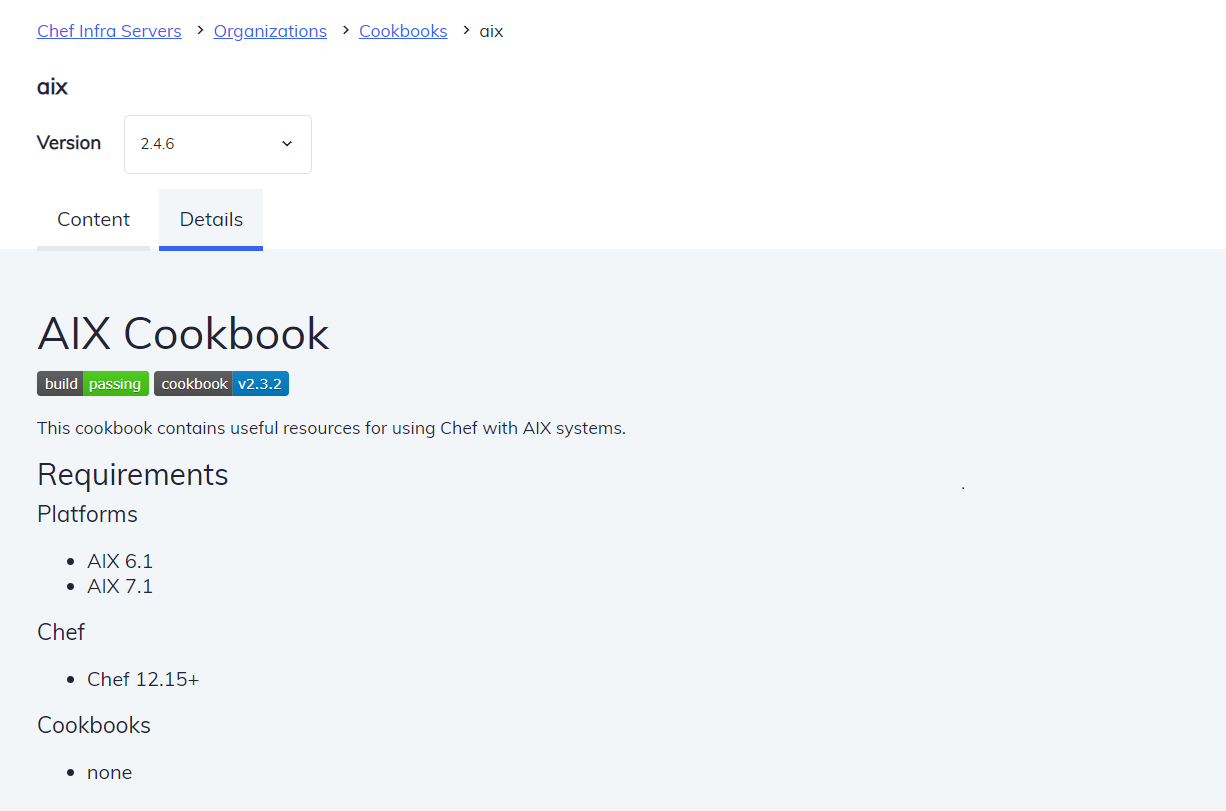 Chef Infra Servers > Organizations > Cookbooks > aix
aix
Version 2.4.6
Content Details
AIX Cookbook
build passing cookbook v2.3.2
This cookbook contains useful resources for using Chef with AIX systems.
Requirements
Platforms
• AIX 6.1
• AIX 7.1
Chef
• Chef 12.15+
Cookbooks
• none